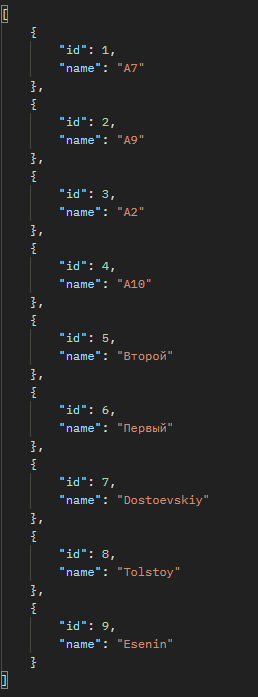 [
{
"id": 1,
"name": "A7"
},
{
"id": 2,
"name": "A9"
},
{
"id": 3,
"name": "A2"
},
{
"id": 4,
"name": "A10"
},
{
"id": 5,
"name": "Второй"
},
{
"id": 6,
"name": "Первый"
},
{
"id": 7,
"name": "Dostoevskiy"
},
{
"id": 8,
"name": "Tolstoy"
},
{
"id": 9,
"name": "Esenin"
}
]